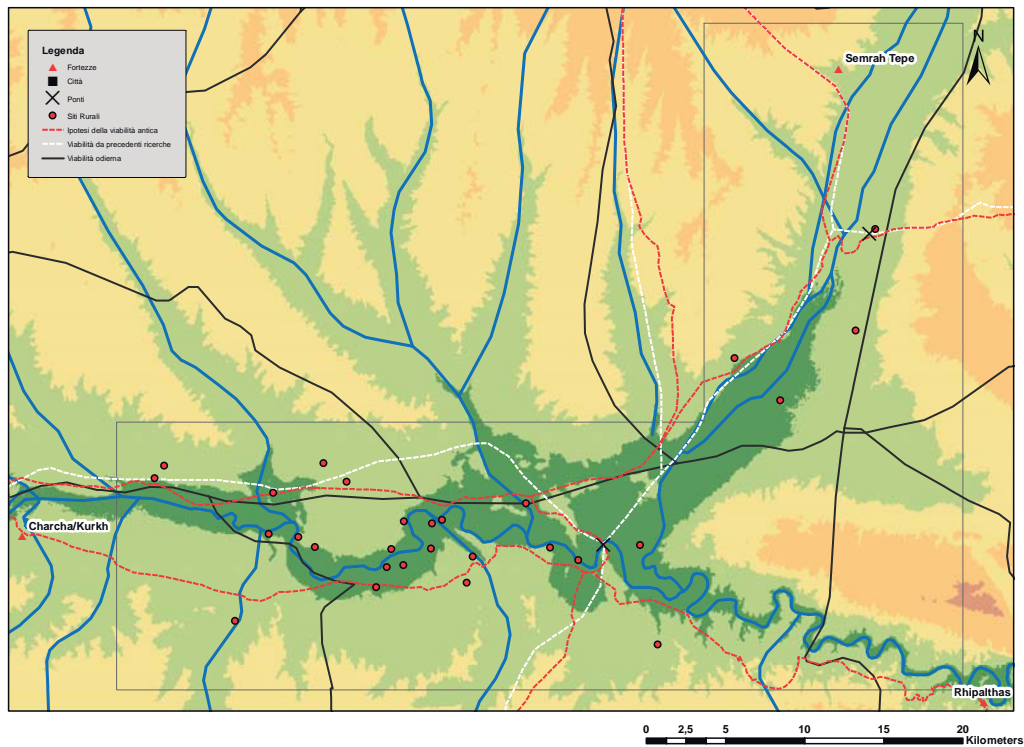 Legenda
Fortezze
Città
Ponti
Siti Rurali
Ipotesi della viabilità antica
Viabilità da precedenti ricerche
Viabilità odierna
N
Semrah Tepe
Charcha/Kurkh
Rhipalthas
0 2,5 5 10 15 20
Kilometers